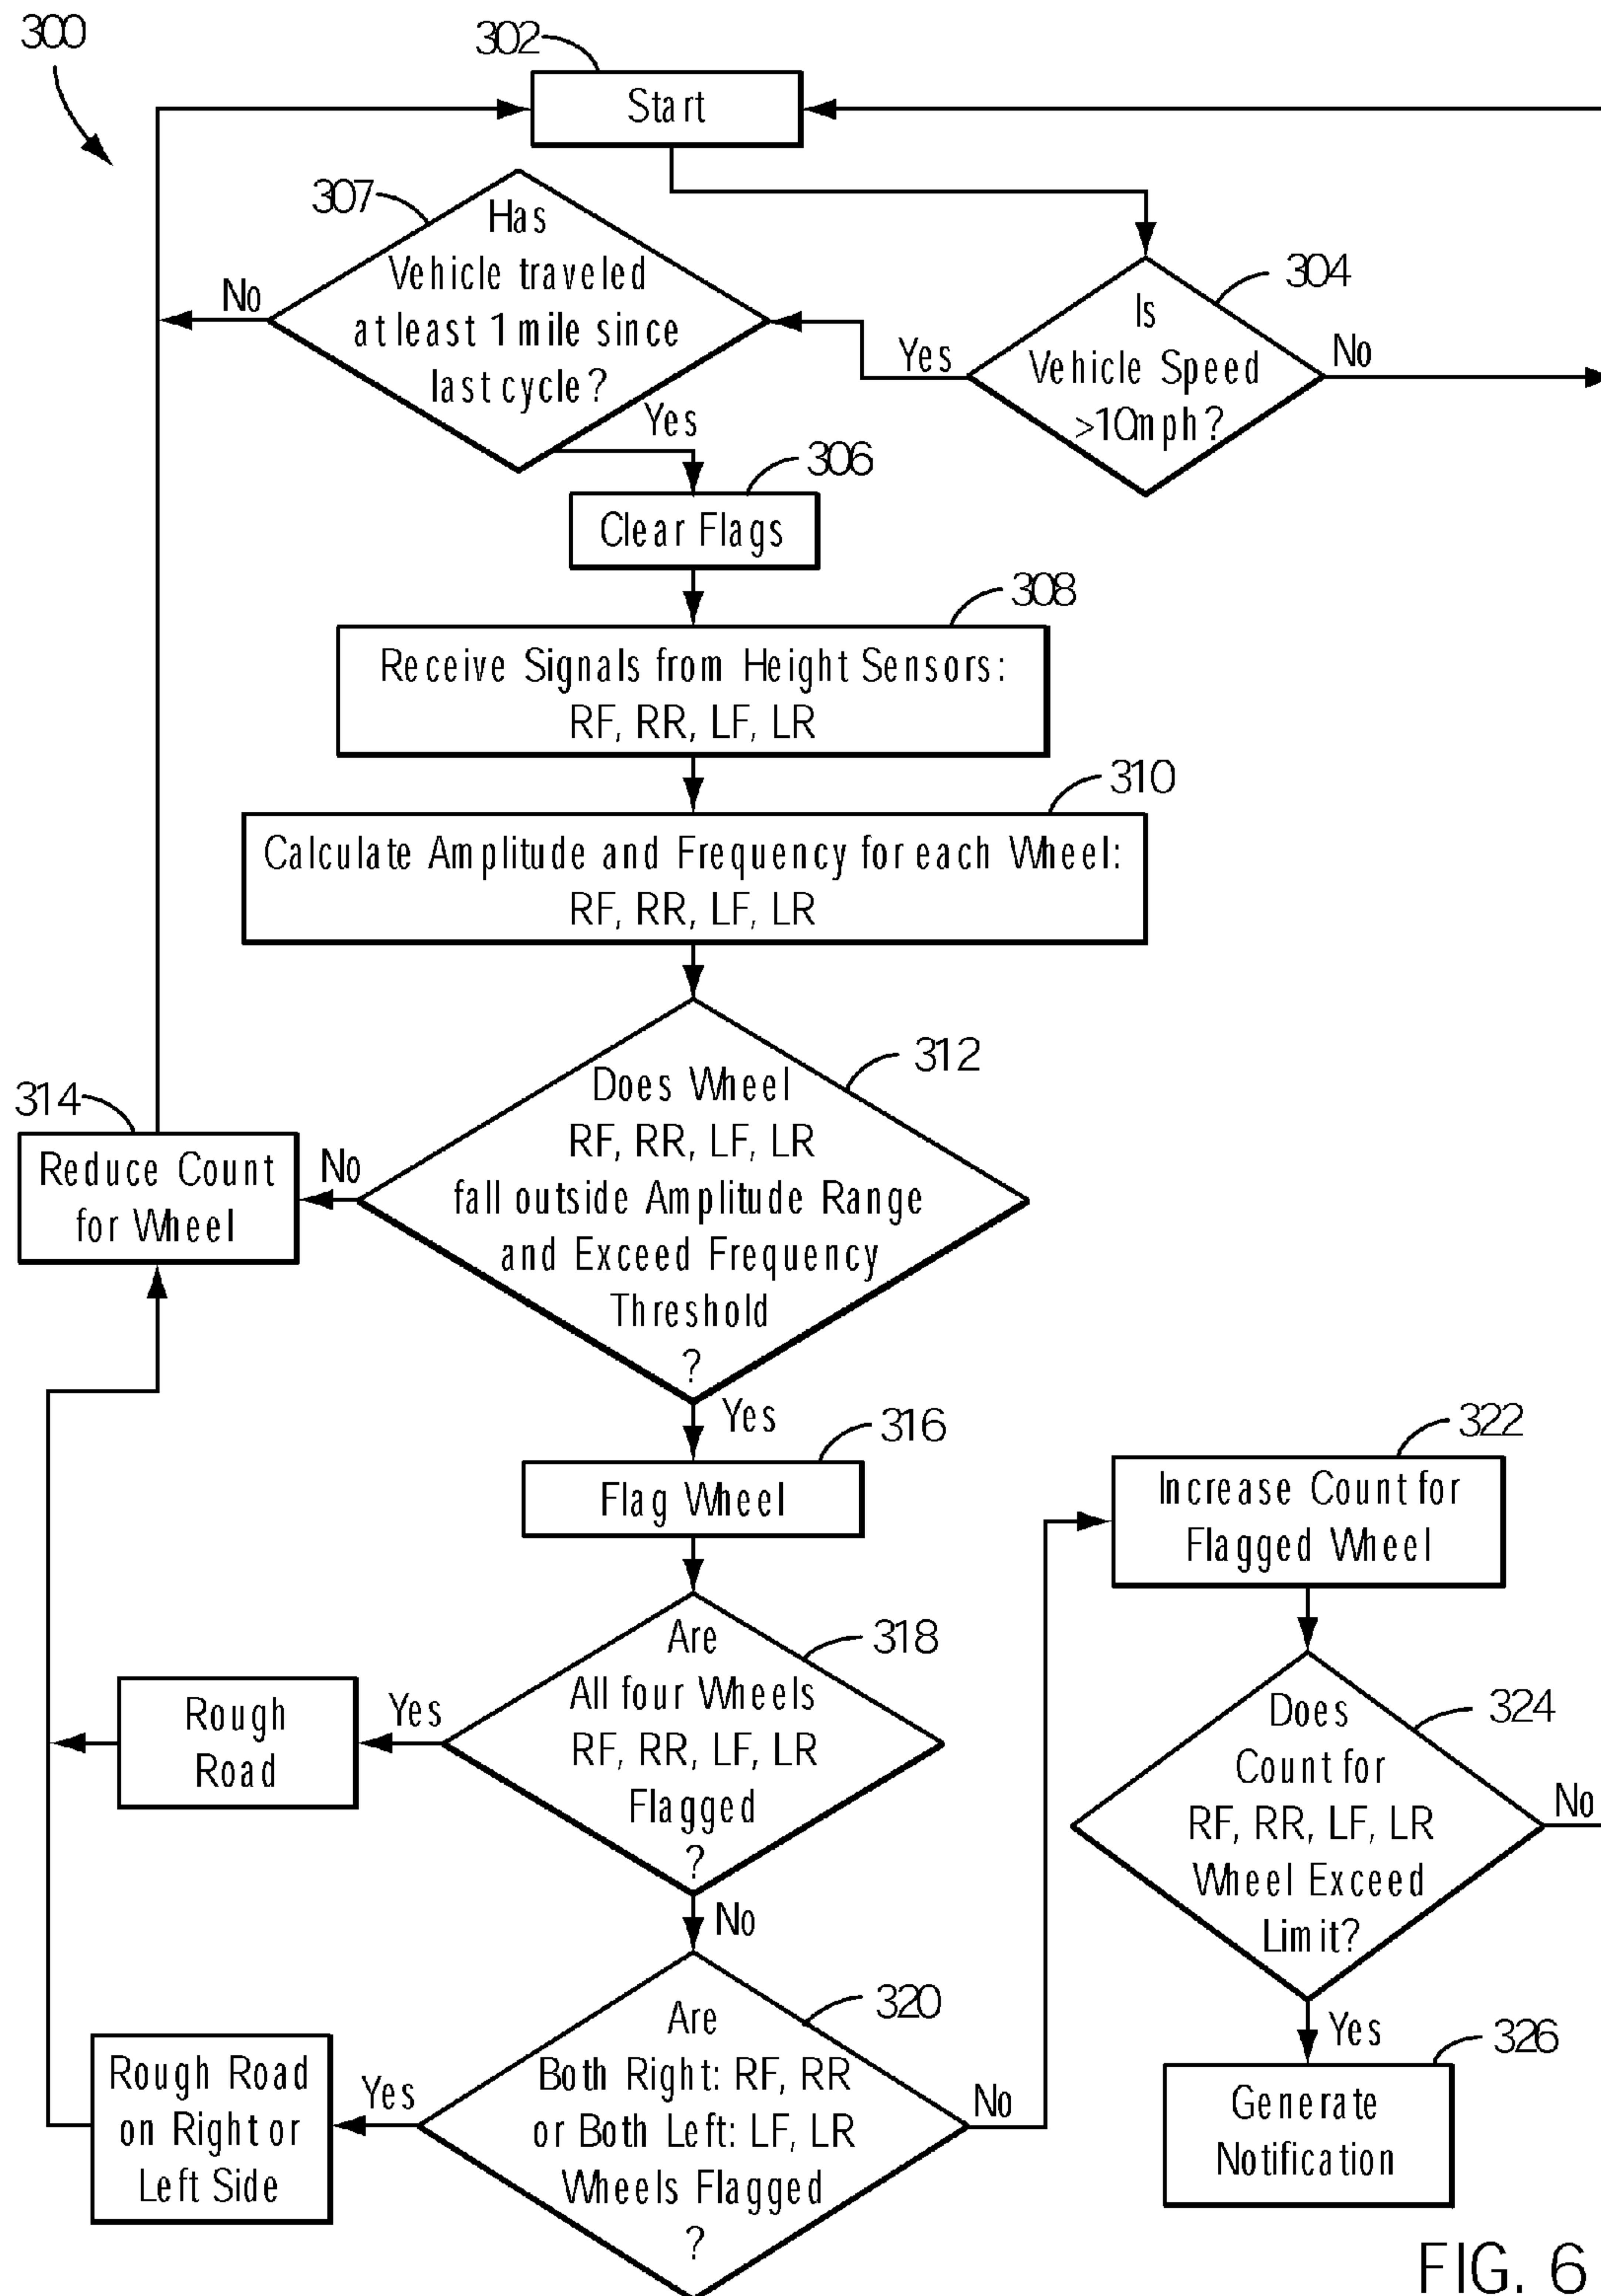 300
302
Start
307
Has
Vehicle traveled
at least 1 mile since
last cycle?
No
Yes
304
Is
Vehicle Speed
>10mph?
Yes
No
306
Clear Flags
308
Receive Signals from Height Sensors:
RF, RR, LF, LR
310
Calculate Amplitude and Frequency for each Wheel:
RF, RR, LF, LR
312
Does Wheel
RF, RR, LF, LR
fall outside Amplitude Range
and Exceed Frequency
Threshold
?
No
Yes
314
Reduce Count
for Wheel
316
Flag Wheel
318
Are
All four Wheels
RF, RR, LF, LR
Flagged
?
Yes
No
Rough
Road
320
Are
Both Right: RF, RR
or Both Left: LF, LR
Wheels Flagged
?
Yes
No
Rough Road
on Right or
Left Side
322
Increase Count for
Flagged Wheel
324
Does
Count for
RF, RR, LF, LR
Wheel Exceed
Limit?
No
Yes
326
Generate
Notification
FIG. 6